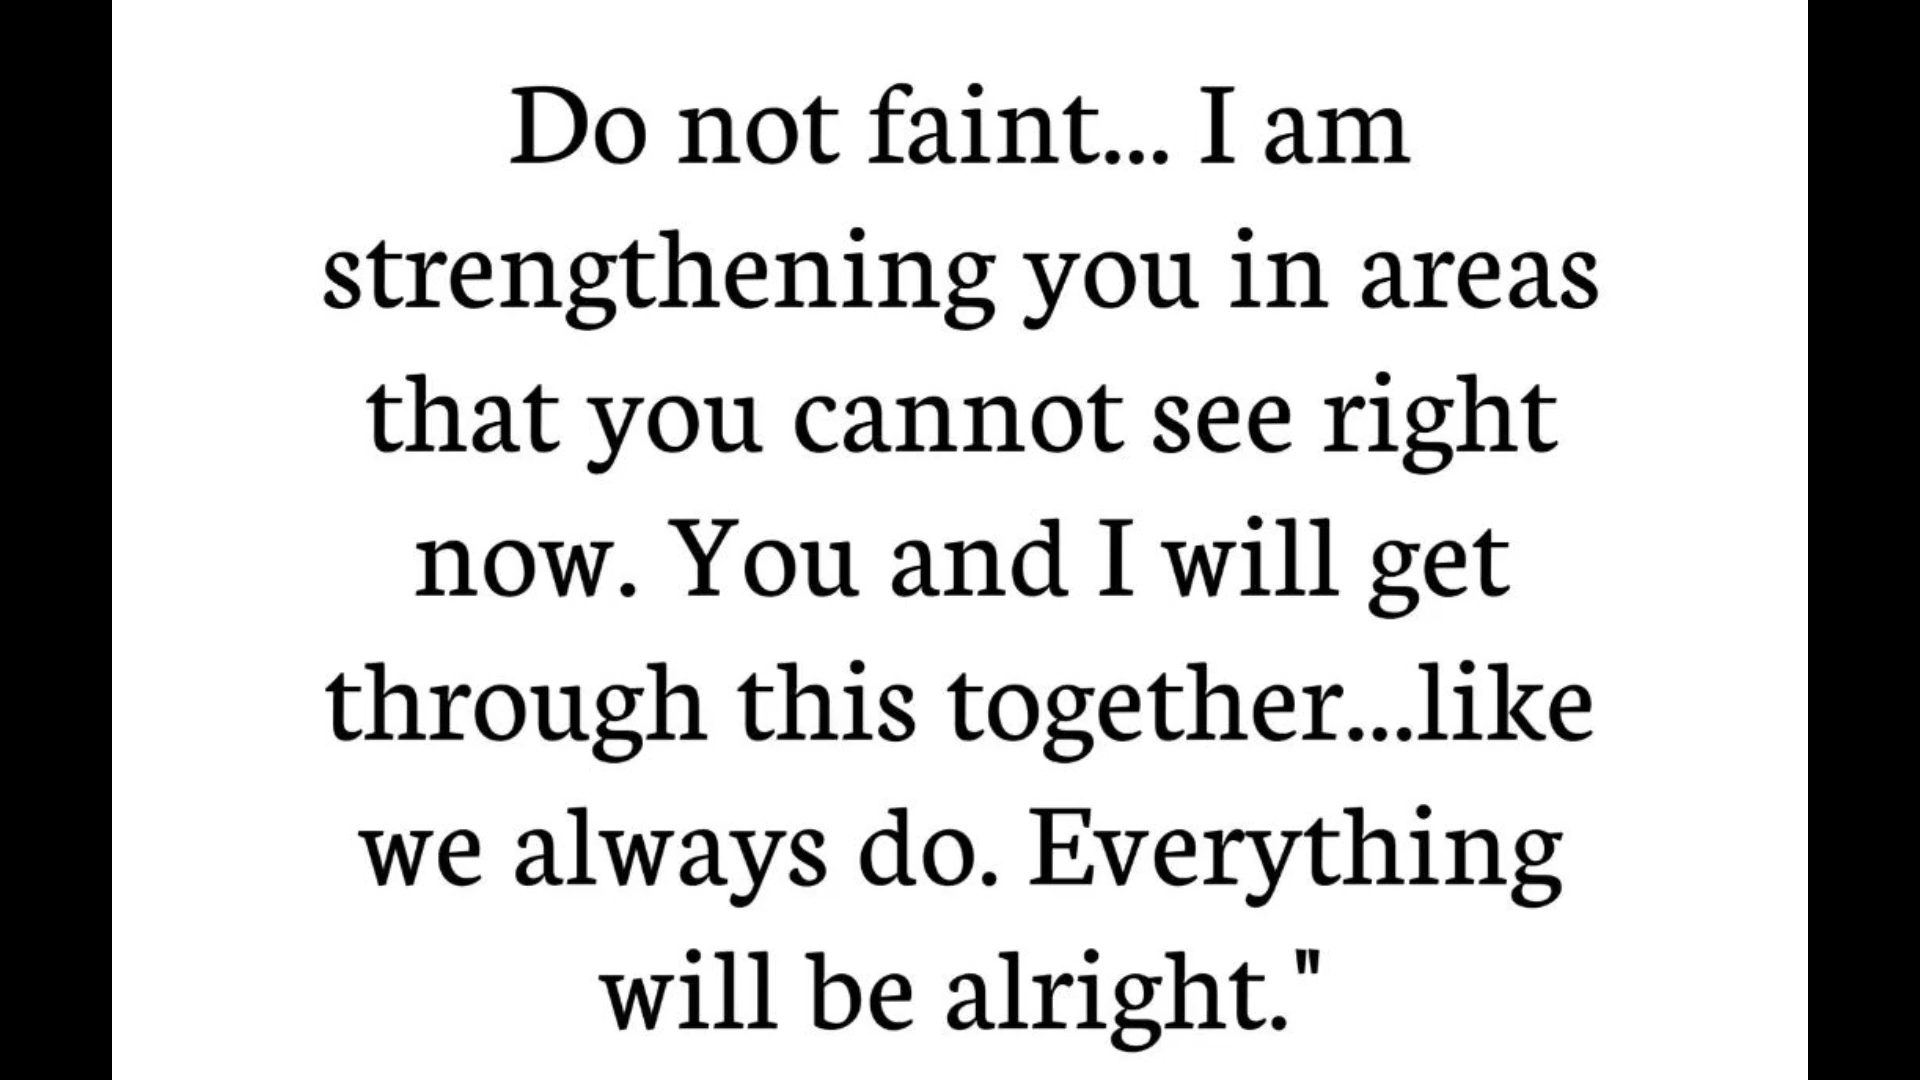 Do not faint... I am
strengthening you in areas
that you cannot see right
now. You and I will get
through this together...like
we always do. Everything
will be alright."